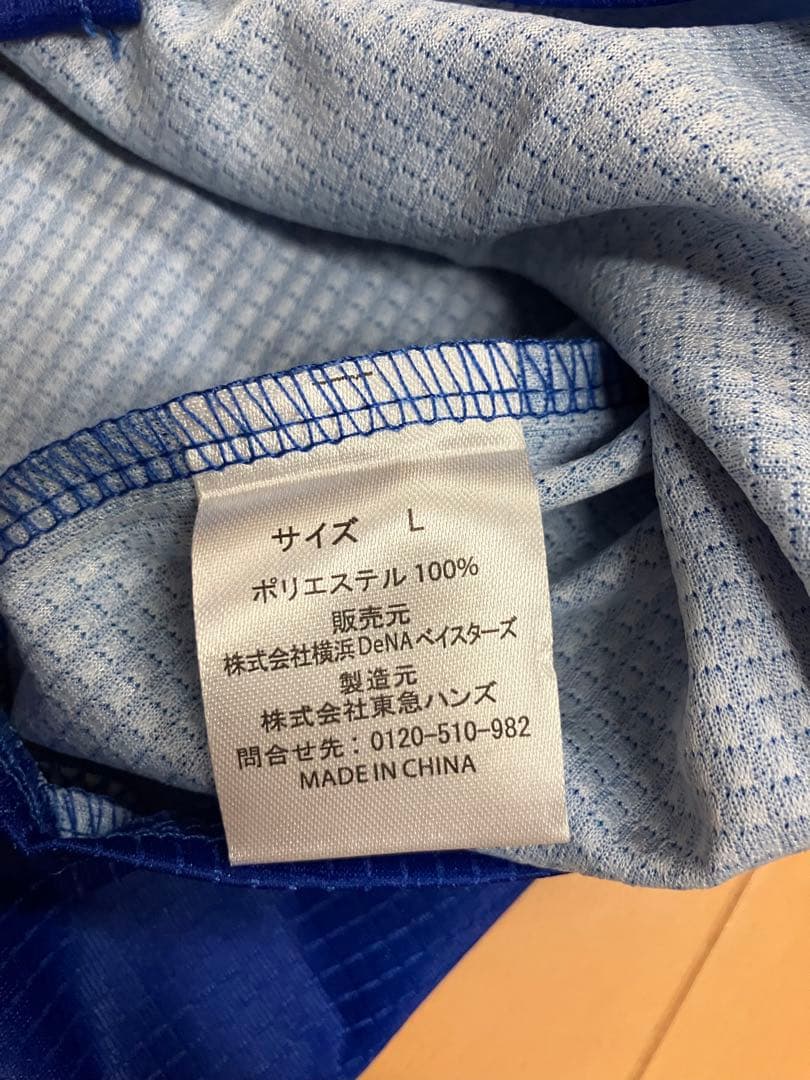 サイズ L
ポリエステル 100%
販売元
株式会社横浜DeNAベイスターズ
製造元
株式会社東急ハンズ
問合せ先：0120-510-982
MADE IN CHINA